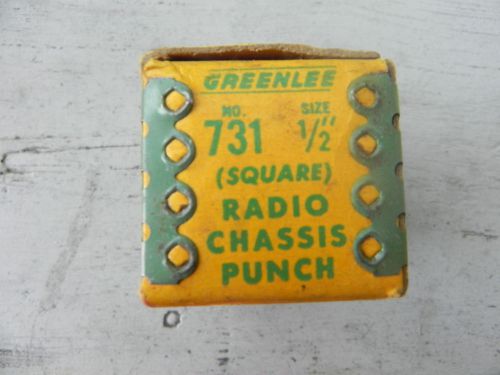 GREENLEE
NO. SIZE
731 1/2"
(SQUARE)
RADIO
CHASSIS
PUNCH